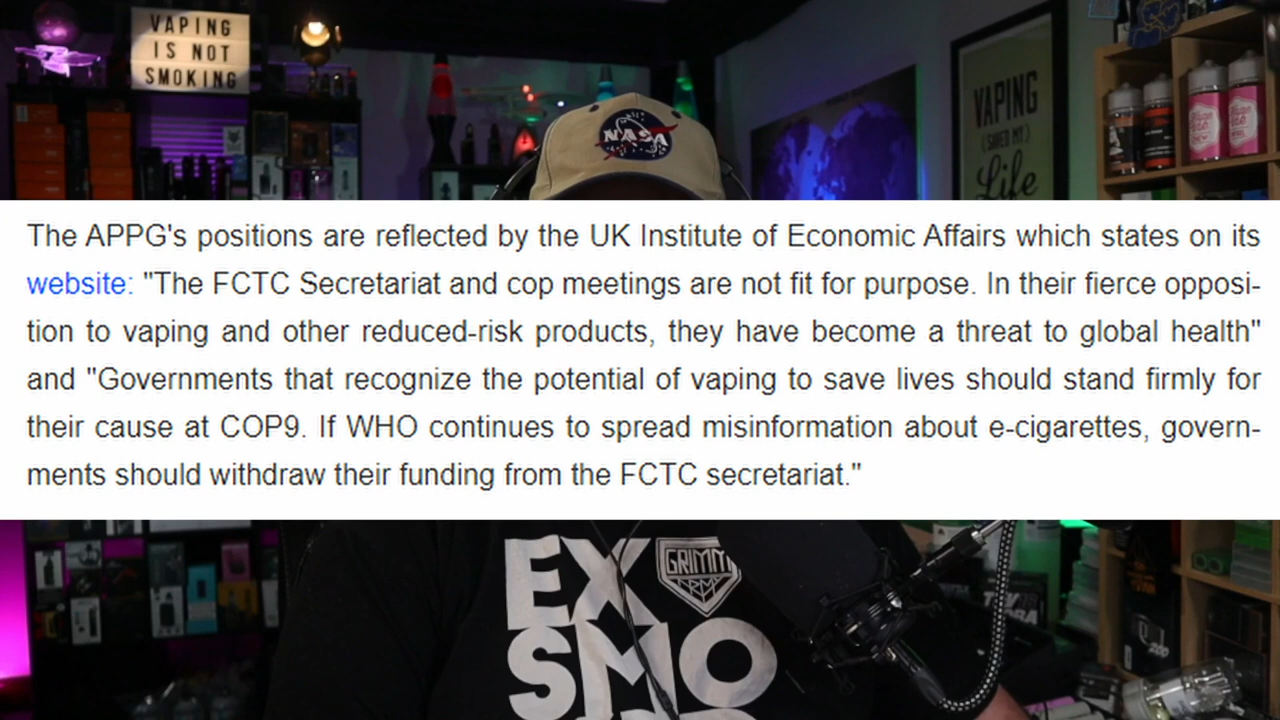 VAPING
IS NOT
SMOKING
NASA
VAPING
(SAVED MY)
Life
The APPG's positions are reflected by the UK Institute of Economic Affairs which states on its
website: "The FCTC Secretariat and cop meetings are not fit for purpose. In their fierce opposi-
tion to vaping and other reduced-risk products, they have become a threat to global health"
and "Governments that recognize the potential of vaping to save lives should stand firmly for
their cause at COP9. If WHO continues to spread misinformation about e-cigarettes, govern-
ments should withdraw their funding from the FCTC secretariat."
EX
GRIMM
SMO